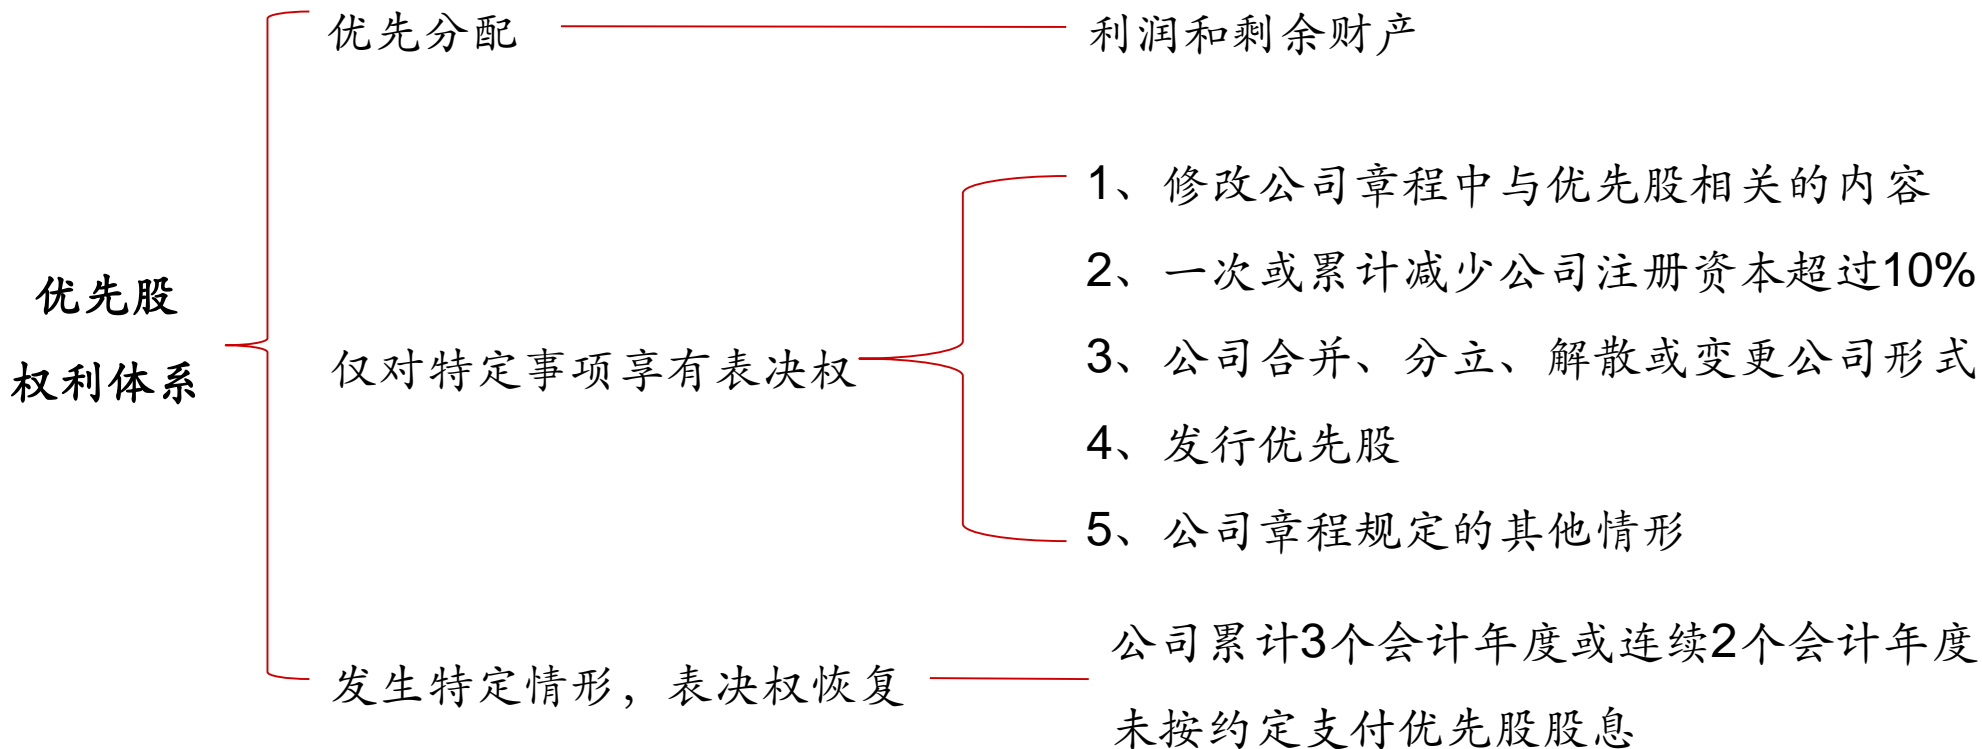 优先分配
利润和剩余财产
优先股
权利体系
仅对特定事项享有表决权
1、修改公司章程中与优先股相关的内容
2、一次或累计减少公司注册资本超过10%
3、公司合并、分立、解散或变更公司形式
4、发行优先股
5、公司章程规定的其他情形
发生特定情形，表决权恢复
公司累计3个会计年度或连续2个会计年度
未按约定支付优先股股息